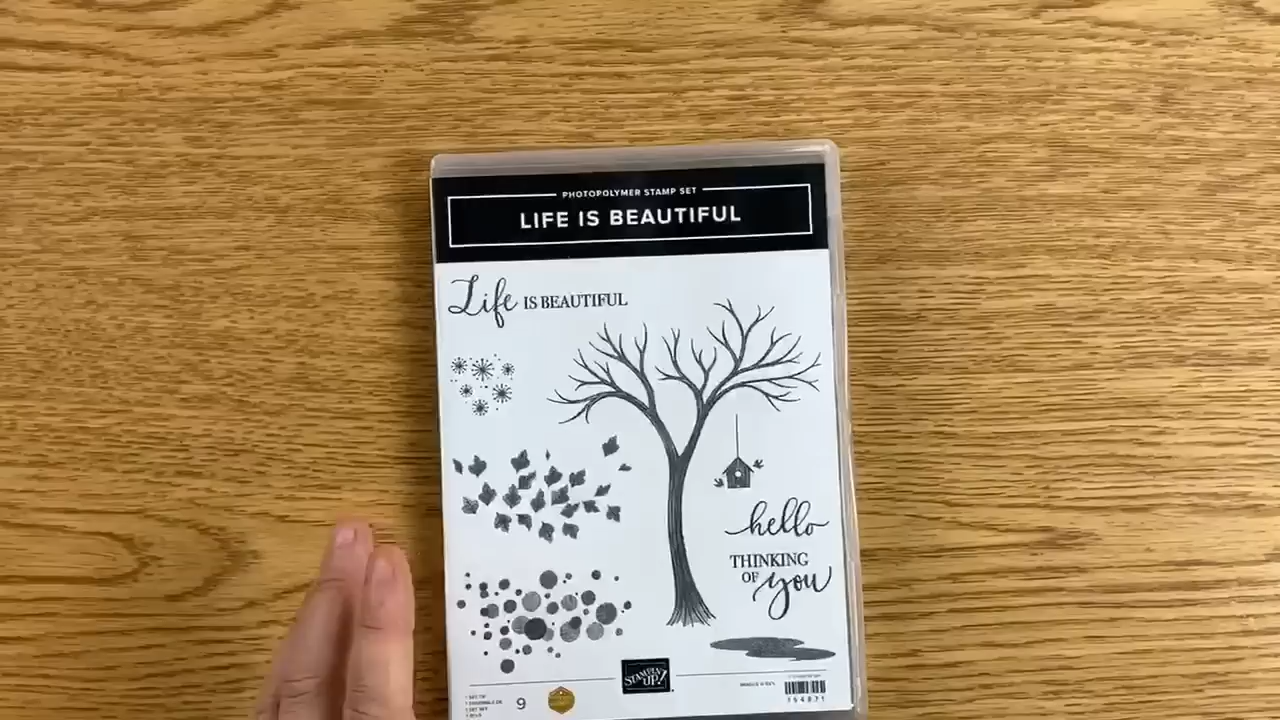 PHOTOPOLYMER STAMP SET
LIFE IS BEAUTIFUL
Life IS BEAUTIFUL
hello
THINKING
OF you
STAMPIN' UP!
9